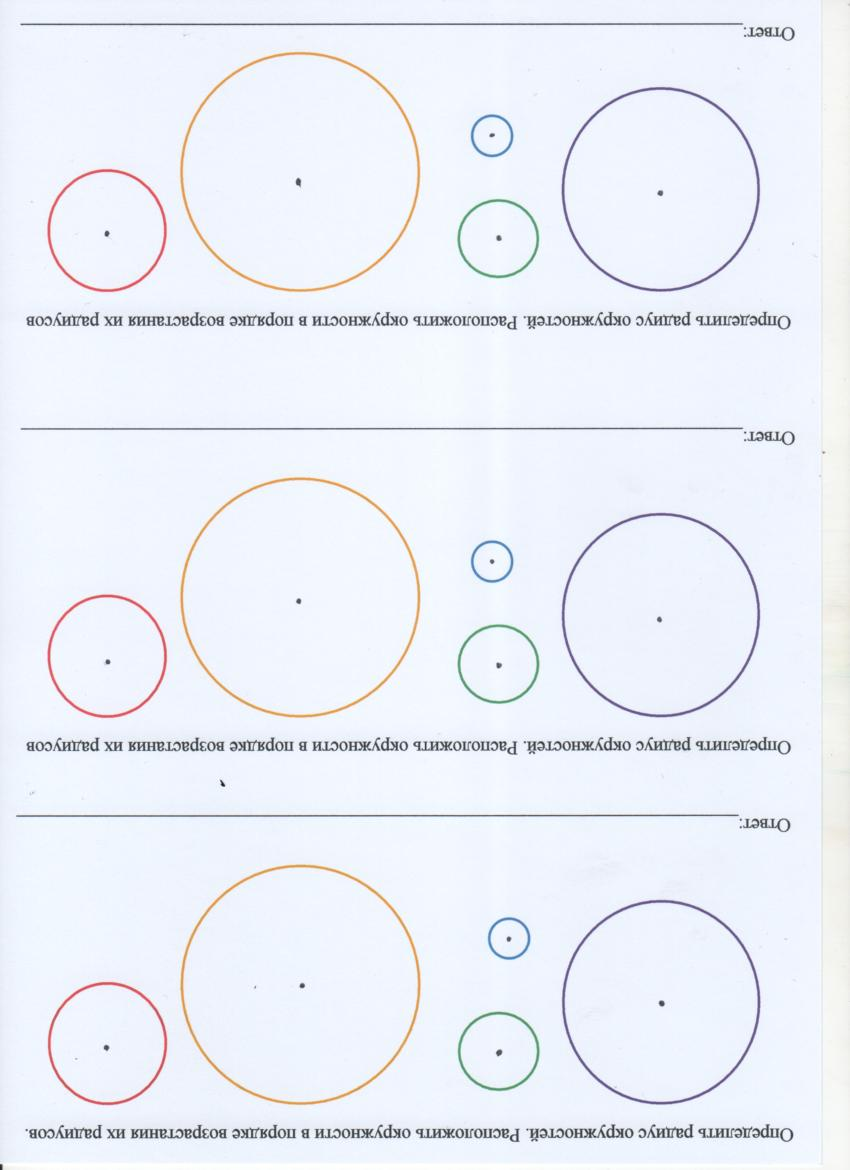 Определить радиус окружностей. Расположить окружности в порядке возрастания их радиусов.
Ответ:
Определить радиус окружностей. Расположить окружности в порядке возрастания их радиусов
Ответ:
Определить радиус окружностей. Расположить окружности в порядке возрастания их радиусов
Ответ: